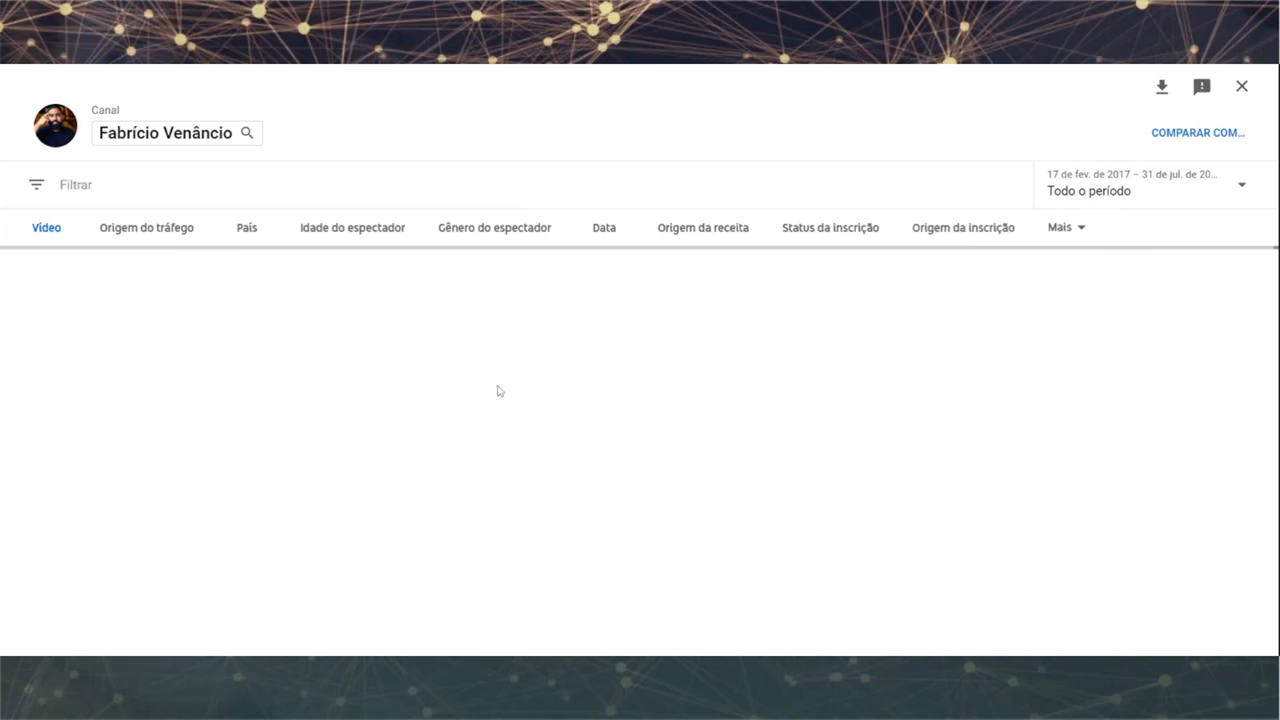 Canal
Fabrício Venâncio
COMPARAR COM...
Filtrar
17 de fev. de 2017 – 31 de jul. de 20...
Todo o período
Vídeo
Origem do tráfego
País
Idade do espectador
Gênero do espectador
Data
Origem da receita
Status da inscrição
Origem da inscrição
Mais